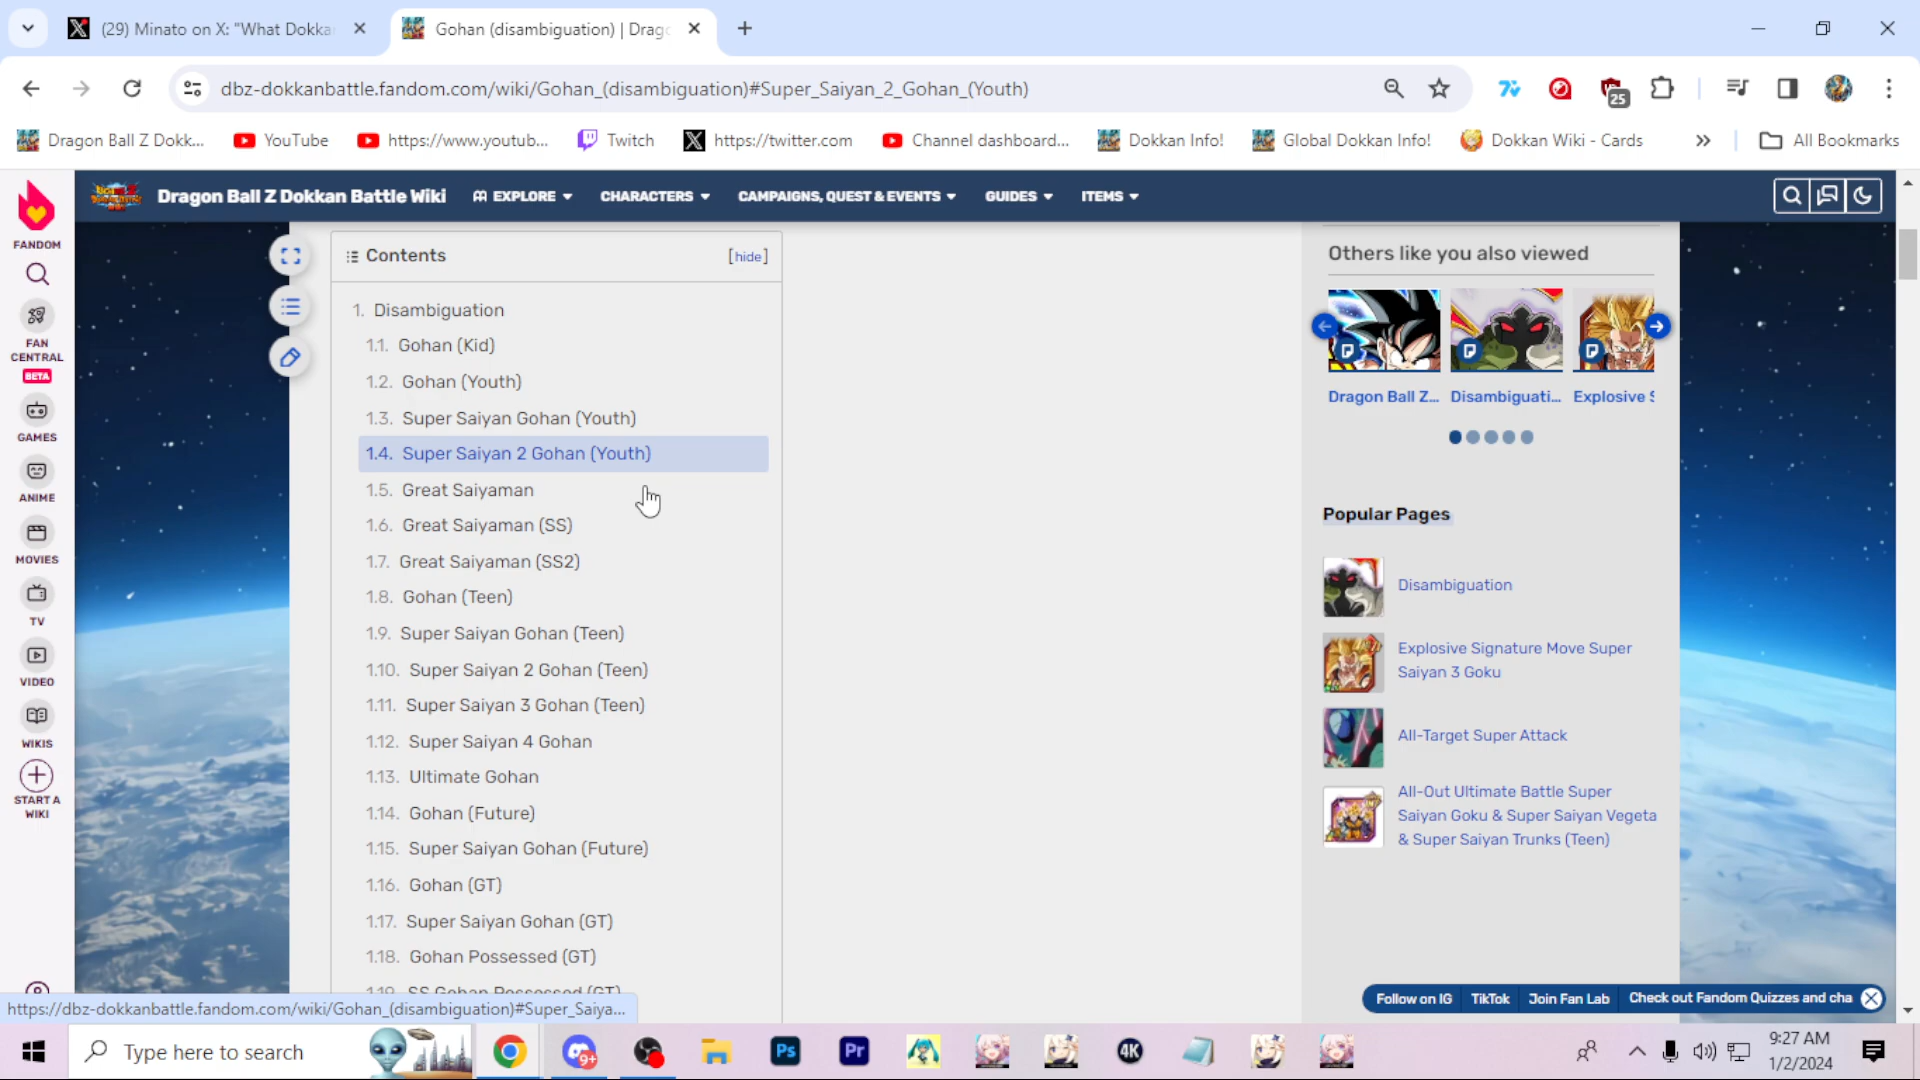 (29) Minato on X: "What Dokka
Gohan (disambiguation) | Drag
dbz-dokkanbattle.fandom.com/wiki/Gohan_(disambiguation)#Super_Saiyan_2_Gohan_(Youth)
25
Dragon Ball Z Dokk...
YouTube
https://www.youtub...
Twitch
https://twitter.com
Channel dashboard...
Dokkan Info!
Global Dokkan Info!
Dokkan Wiki - Cards
All Bookmarks
FANDOM
FAN CENTRAL
BETA
GAMES
ANIME
MOVIES
TV
VIDEO
WIKIS
START A WIKI
Dragon Ball Z Dokkan Battle Wiki
EXPLORE
CHARACTERS
CAMPAIGNS, QUEST & EVENTS
GUIDES
ITEMS
Contents [hide]
1. Disambiguation
1.1. Gohan (Kid)
1.2. Gohan (Youth)
1.3. Super Saiyan Gohan (Youth)
1.4. Super Saiyan 2 Gohan (Youth)
1.5. Great Saiyaman
1.6. Great Saiyaman (SS)
1.7. Great Saiyaman (SS2)
1.8. Gohan (Teen)
1.9. Super Saiyan Gohan (Teen)
1.10. Super Saiyan 2 Gohan (Teen)
1.11. Super Saiyan 3 Gohan (Teen)
1.12. Super Saiyan 4 Gohan
1.13. Ultimate Gohan
1.14. Gohan (Future)
1.15. Super Saiyan Gohan (Future)
1.16. Gohan (GT)
1.17. Super Saiyan Gohan (GT)
1.18. Gohan Possessed (GT)
1.19. SS Gohan Possessed (GT)
Others like you also viewed
Dragon Ball Z...
Disambiguati...
Explosive S
Popular Pages
Disambiguation
Explosive Signature Move Super
Saiyan 3 Goku
All-Target Super Attack
All-Out Ultimate Battle Super
Saiyan Goku & Super Saiyan Vegeta
& Super Saiyan Trunks (Teen)
Follow on IG
TikTok
Join Fan Lab
Check out Fandom Quizzes and cha
https://dbz-dokkanbattle.fandom.com/wiki/Gohan_(disambiguation)#Super_Saiya...
Type here to search
9+
Ps
Pr
4K
9:27 AM
1/2/2024